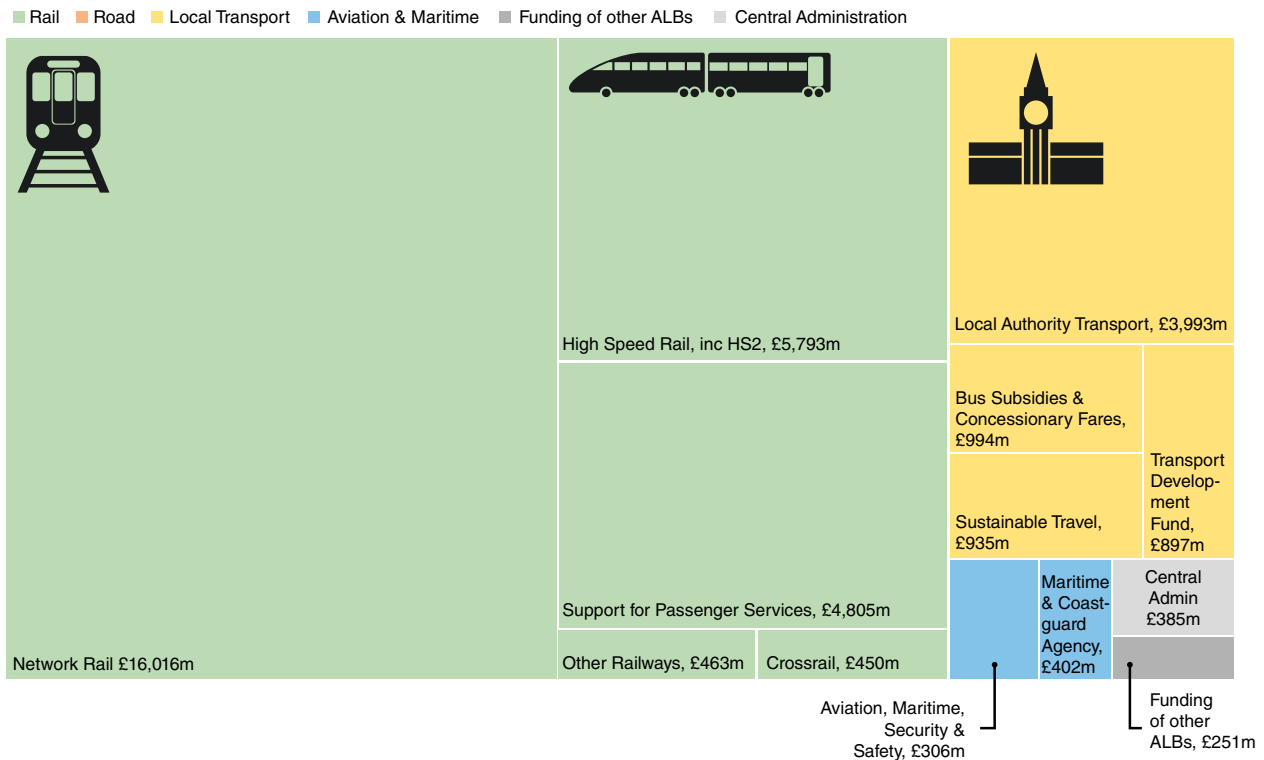 Rail Road Local Transport Aviation & Maritime Funding of other ALBs Central Administration
Network Rail £16,016m
High Speed Rail, inc HS2, £5,793m
Support for Passenger Services, £4,805m
Other Railways, £463m
Crossrail, £450m
Local Authority Transport, £3,993m
Bus Subsidies &
Concessionary Fares,
£994m
Sustainable Travel,
£935m
Transport
Develop-
ment
Fund,
£897m
Maritime
& Coast-
guard
Agency,
£402m
Central
Admin
£385m
Aviation, Maritime,
Security &
Safety, £306m
Funding
of other
ALBs, £251m